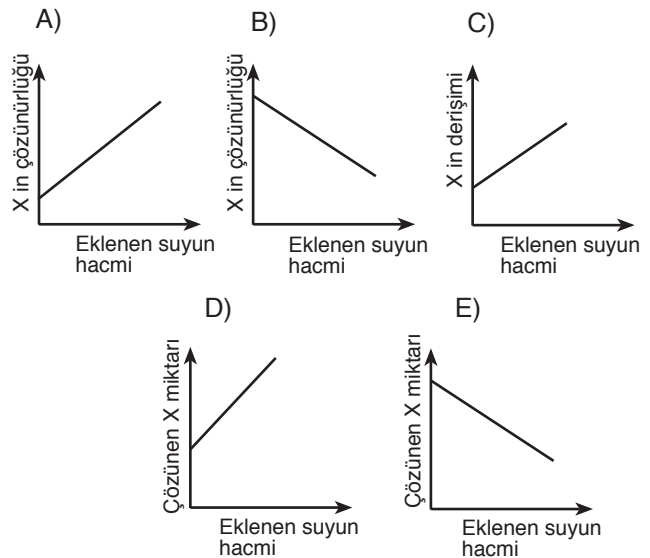 A)
X in çözünürlüğü
Eklenen suyun
hacmi
B)
X in çözünürlüğü
Eklenen suyun
hacmi
C)
X in derişimi
Eklenen suyun
hacmi
D)
Çözünen X miktarı
Eklenen suyun
hacmi
E)
Çözünen X miktarı
Eklenen suyun
hacmi